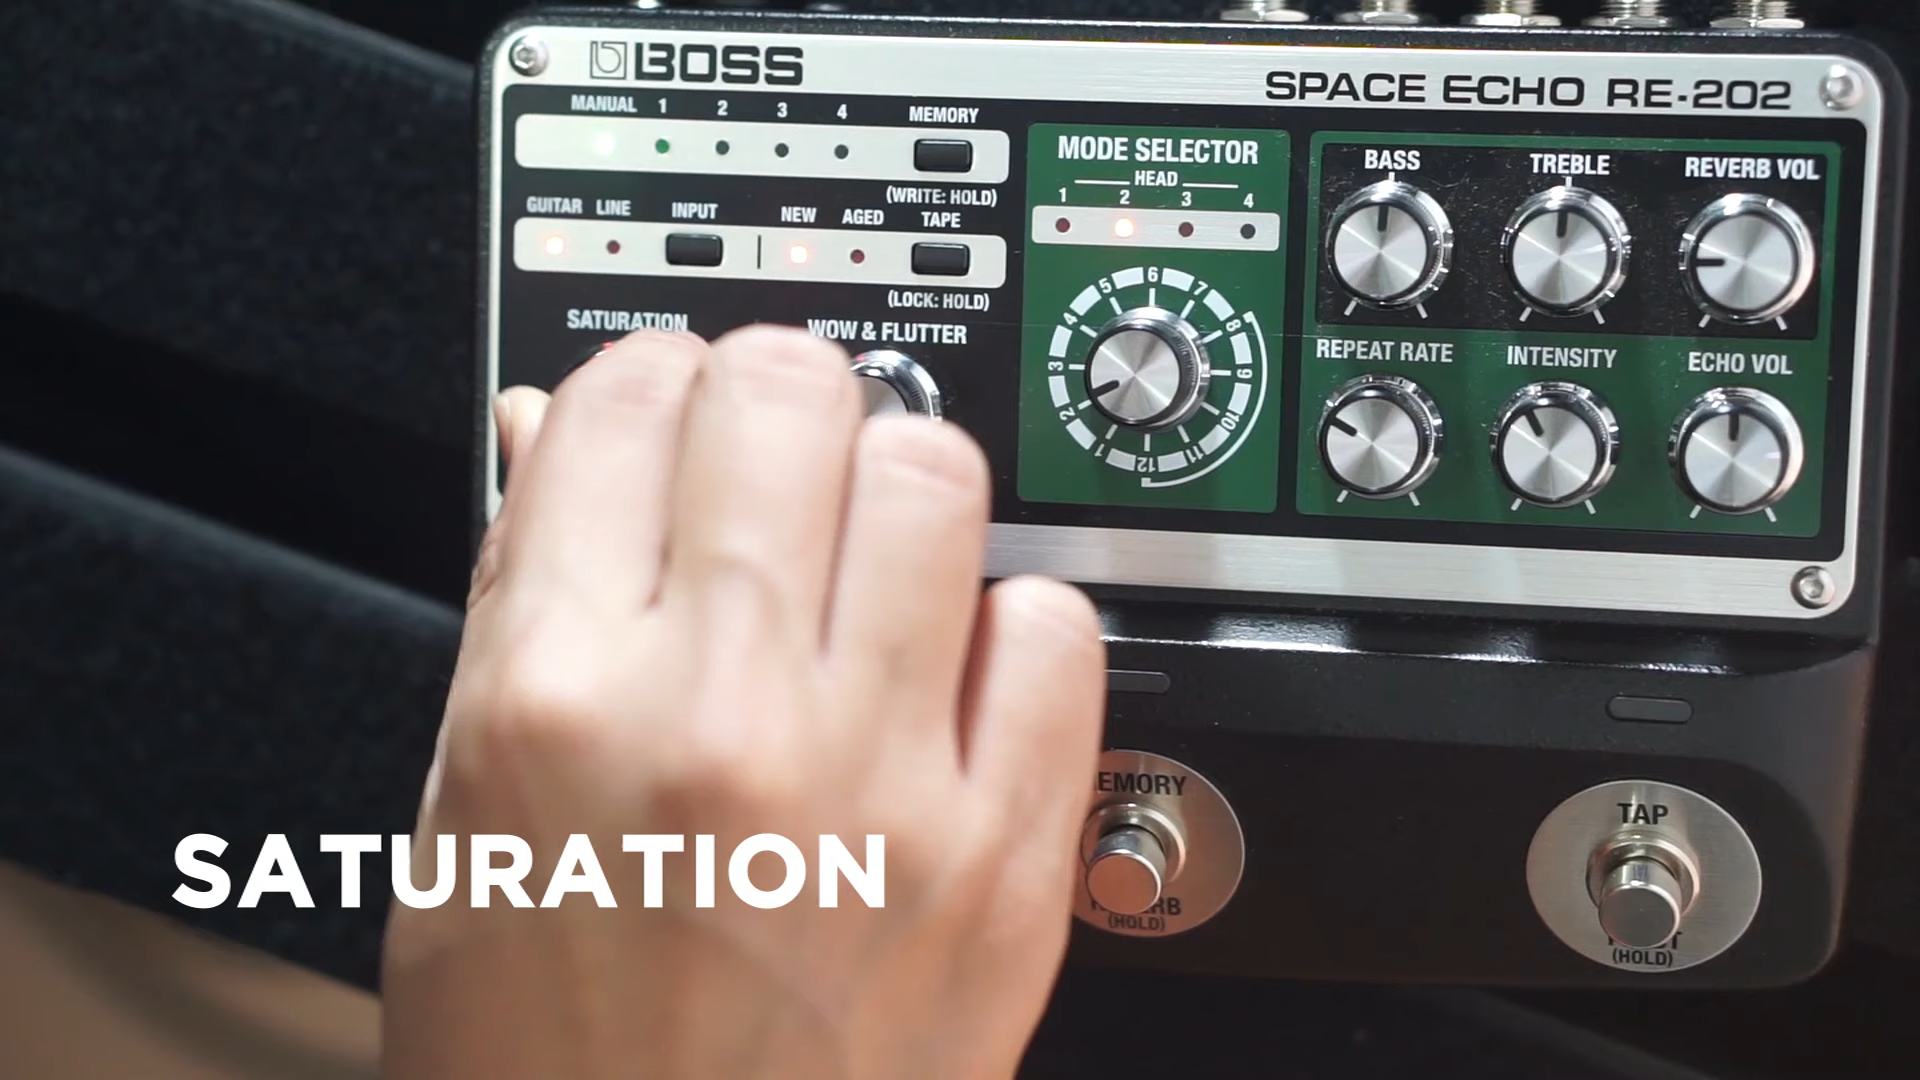 BOSS
SPACE ECHO RE-202
MANUAL 1 2 3 4 MEMORY
(WRITE: HOLD)
GUITAR LINE INPUT NEW AGED TAPE
(LOCK: HOLD)
SATURATION WOW & FLUTTER
MODE SELECTOR
HEAD
1 2 3 4
1 2 3 4 5 6 7 8 9 10 11 12
BASS TREBLE REVERB VOL
REPEAT RATE INTENSITY ECHO VOL
EMORY
(HOLD)
TAP
(HOLD)
SATURATION